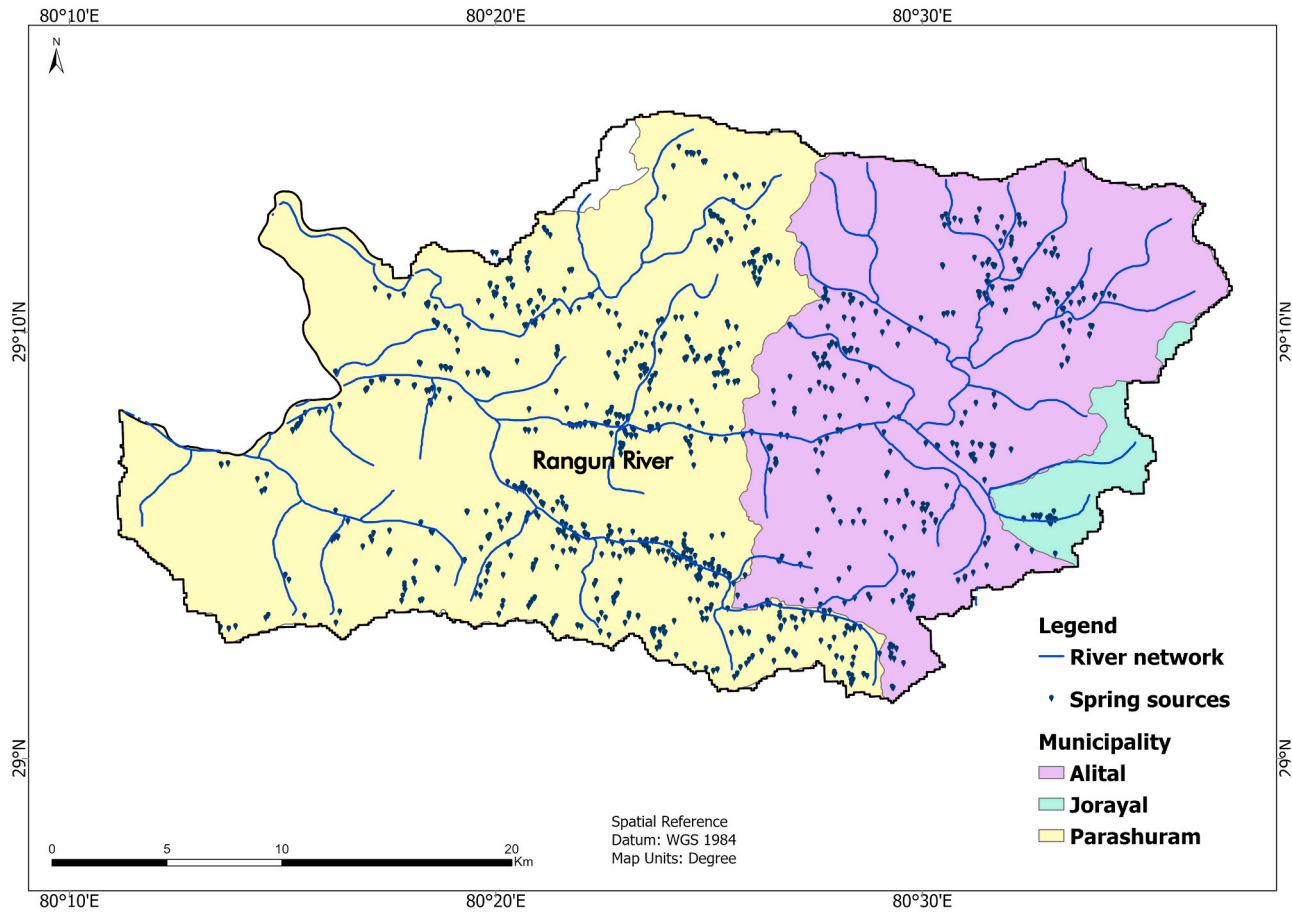 80°10'E 80°20'E 80°30'E
N
29°10'N 29°10'N
Rangun River
Legend
River network
Spring sources
Municipality
29°N 29°N
Alital
Jorayal
Parashuram
Spatial Reference
Datum: WGS 1984
Map Units: Degree
0 5 10 20
Km
80°10'E 80°20'E 80°30'E